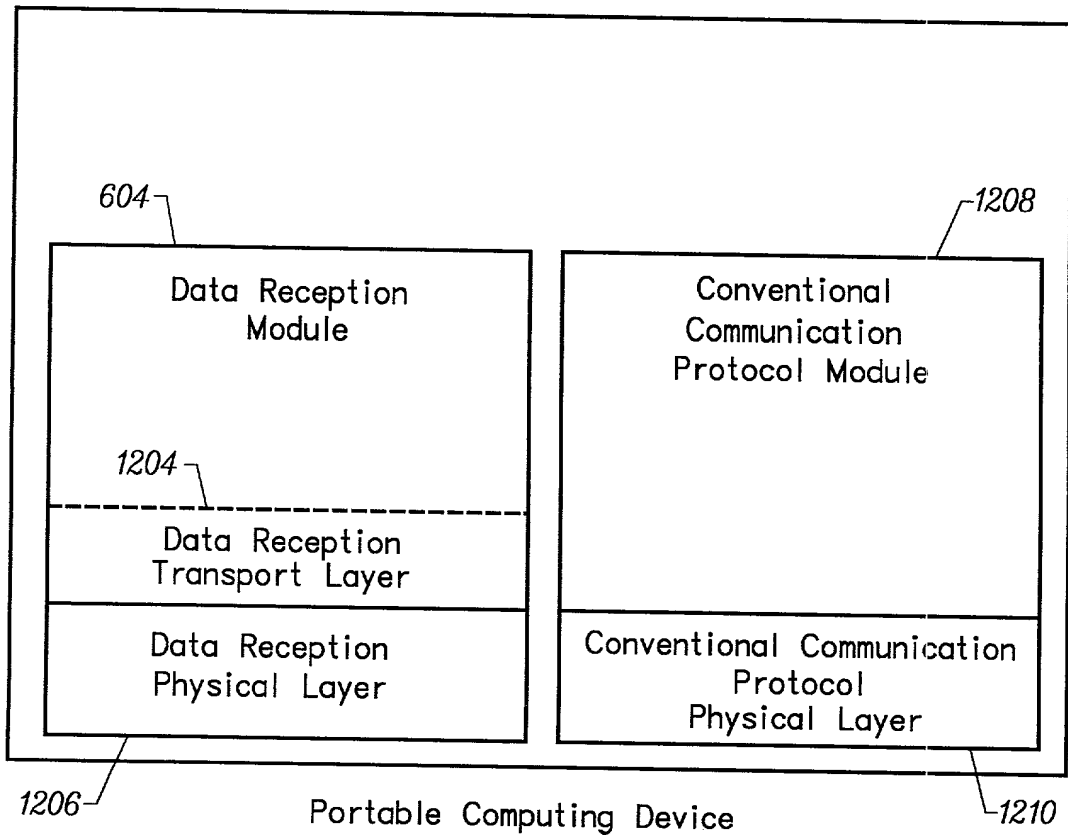 604
1208
Data Reception
Module
Conventional
Communication
Protocol Module
1204
Data Reception
Transport Layer
Data Reception
Physical Layer
Conventional Communication
Protocol
Physical Layer
1206
Portable Computing Device
1210